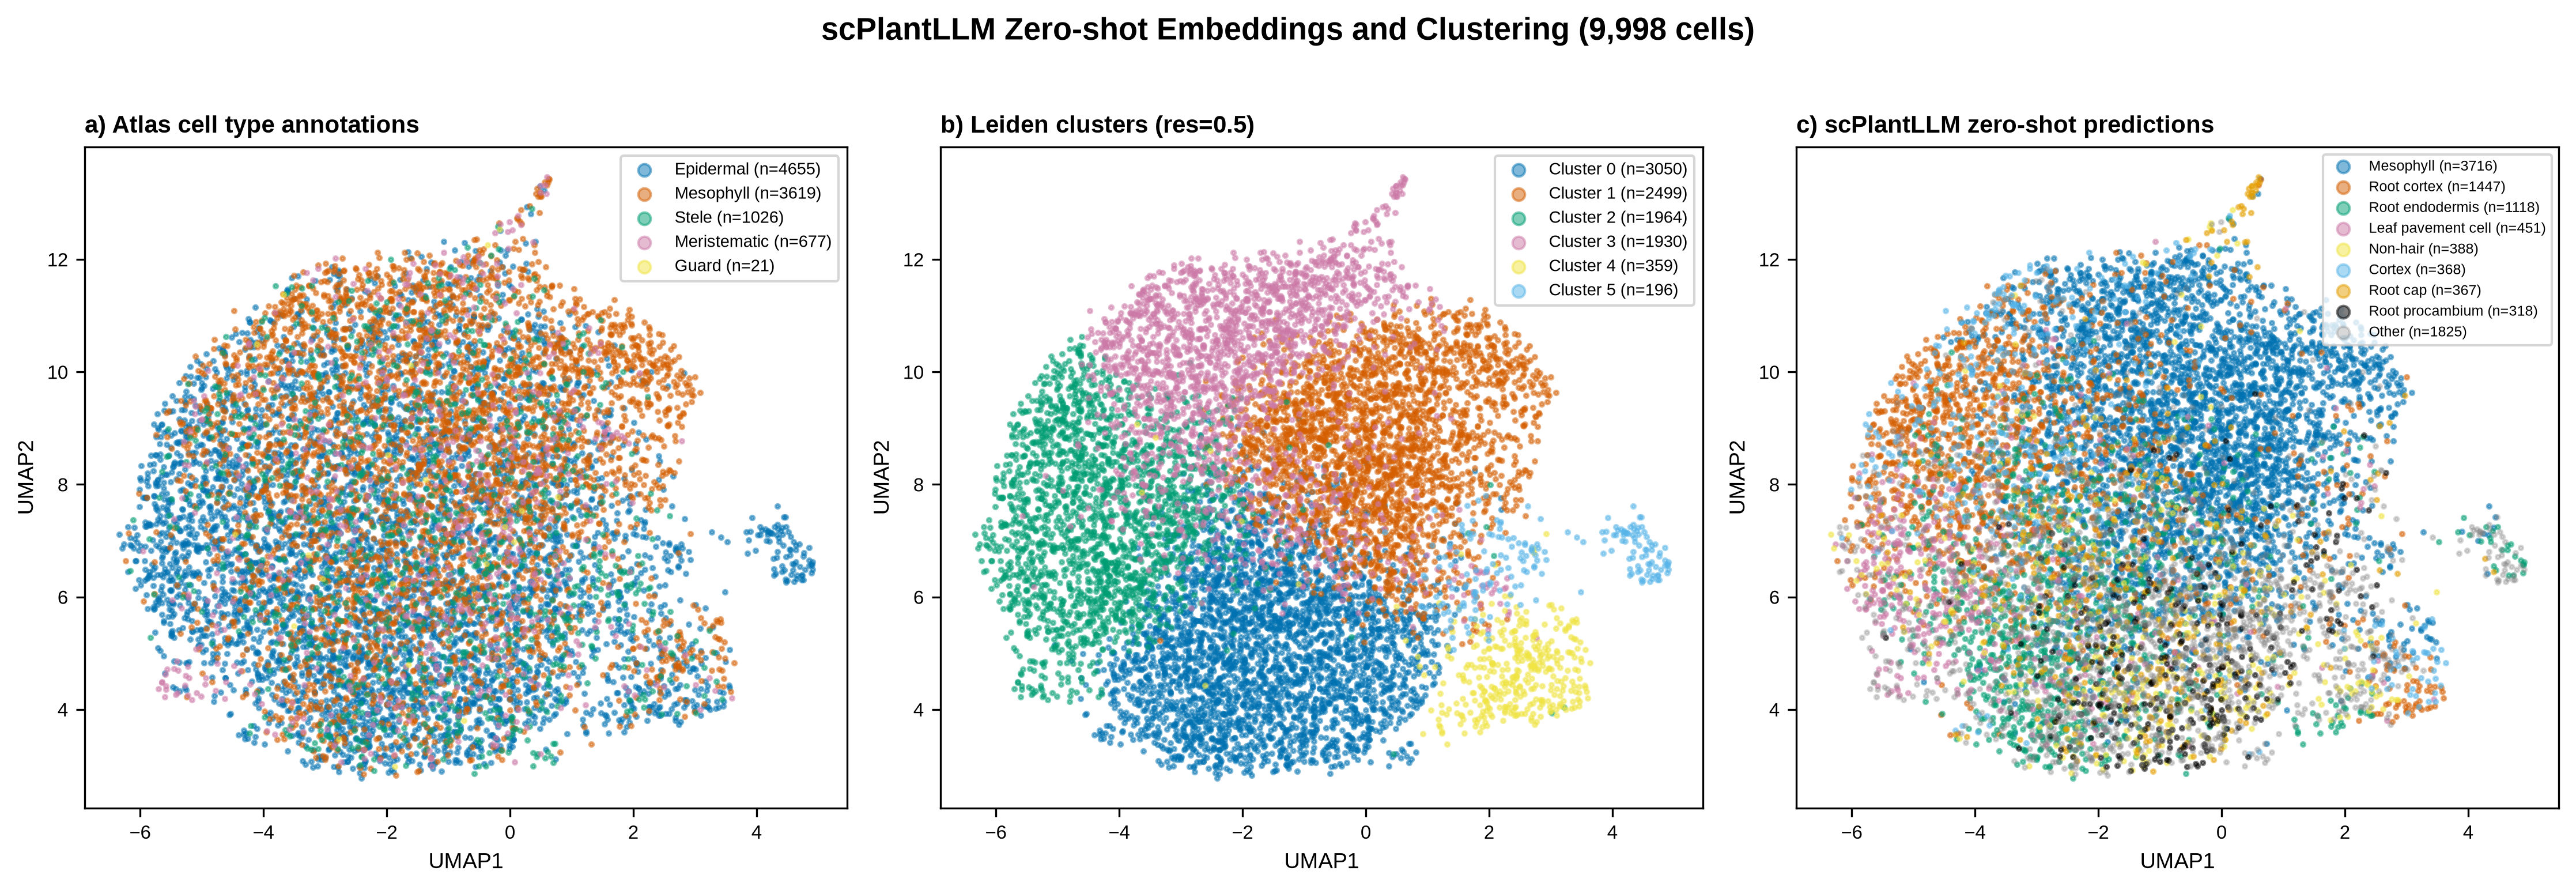 scPlantLLM Zero-shot Embeddings and Clustering (9,998 cells)
a) Atlas cell type annotations
Epidermal (n=4655)
Mesophyll (n=3619)
Stele (n=1026)
Meristematic (n=677)
Guard (n=21)
12
10
8
6
4
UMAP2
−6
−4
−2
0
2
4
UMAP1
b) Leiden clusters (res=0.5)
Cluster 0 (n=3050)
Cluster 1 (n=2499)
Cluster 2 (n=1964)
Cluster 3 (n=1930)
Cluster 4 (n=359)
Cluster 5 (n=196)
12
10
8
6
4
UMAP2
−6
−4
−2
0
2
4
UMAP1
c) scPlantLLM zero-shot predictions
Mesophyll (n=3716)
Root cortex (n=1447)
Root endodermis (n=1118)
Leaf pavement cell (n=451)
Non-hair (n=388)
Cortex (n=368)
Root cap (n=367)
Root procambium (n=318)
Other (n=1825)
12
10
8
6
4
UMAP2
−6
−4
−2
0
2
4
UMAP1